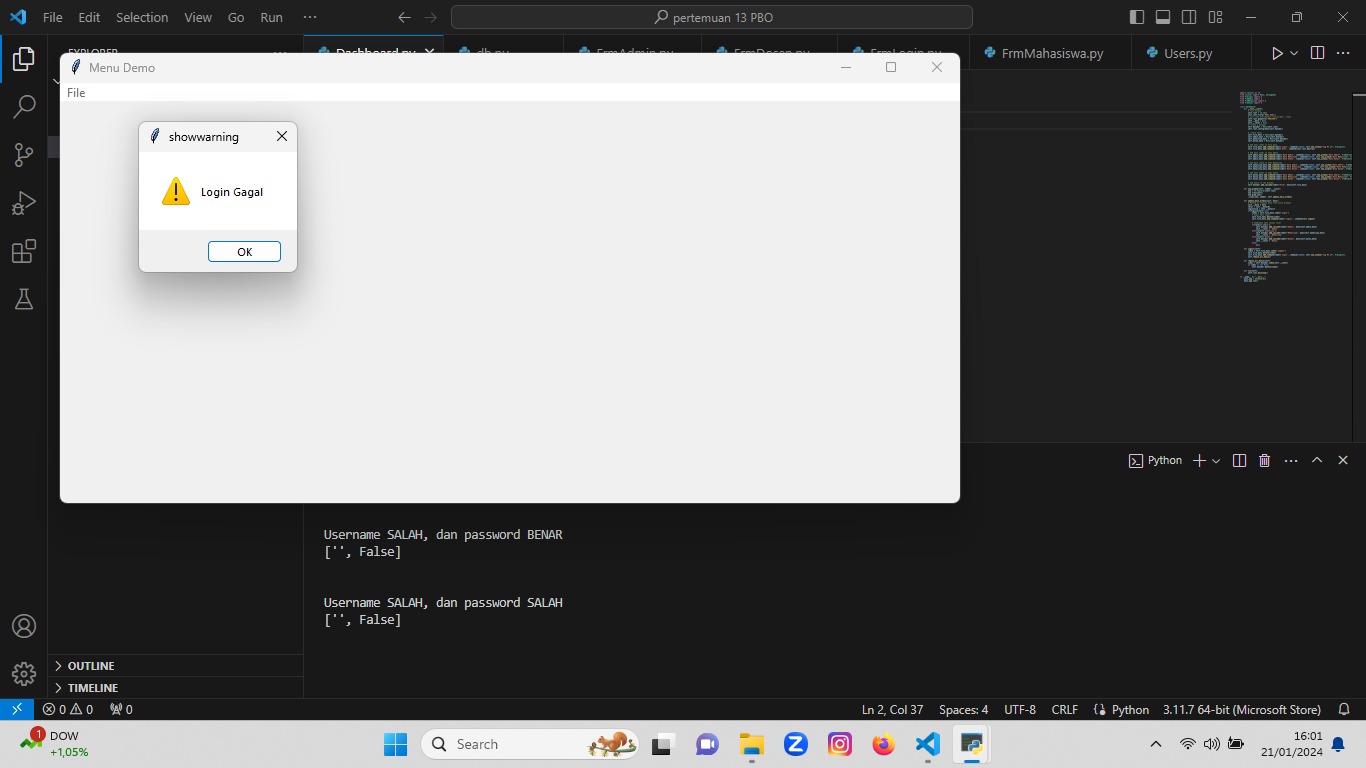 File Edit Selection View Go Run ···
pertemuan 13 PBO
EXPLORER
Dashboard.py
db.py
FrmAdmin.py
FrmDosen.py
FrmLogin.py
FrmMahasiswa.py
Users.py
Menu Demo
File
showwarning
Login Gagal
OK
Python
Username SALAH, dan password BENAR
['', False]
Username SALAH, dan password SALAH
['', False]
OUTLINE
TIMELINE
0 0 0
Ln 2, Col 37 Spaces: 4 UTF-8 CRLF Python 3.11.7 64-bit (Microsoft Store)
1
DOW
+1,05%
Search
16:01
21/01/2024